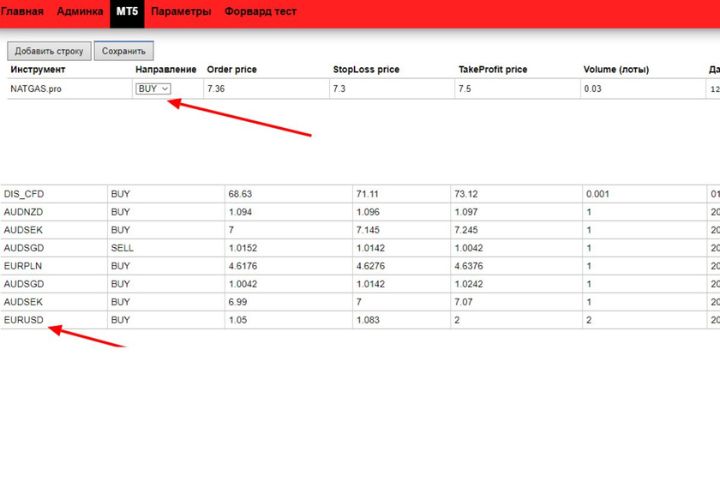 Главная Админка MT5 Параметры Форвард тест
Добавить строку Сохранить
Инструмент Направление Order price StopLoss price TakeProfit price Volume (лоты)
NATGAS.pro BUY 7.36 7.3 7.5 0.03 12
DIS_CFD BUY 68.63 71.11 73.12 0.001 01
AUDNZD BUY 1.094 1.096 1.097 1 20
AUDSEK BUY 7 7.145 7.245 1 20
AUDSGD SELL 1.0152 1.0142 1.0042 1 20
EURPLN BUY 4.6176 4.6276 4.6376 1 20
AUDSGD BUY 1.0042 1.0142 1.0242 1 20
AUDSEK BUY 6.99 7 7.07 1 20
EURUSD BUY 1.05 1.083 2 2 20